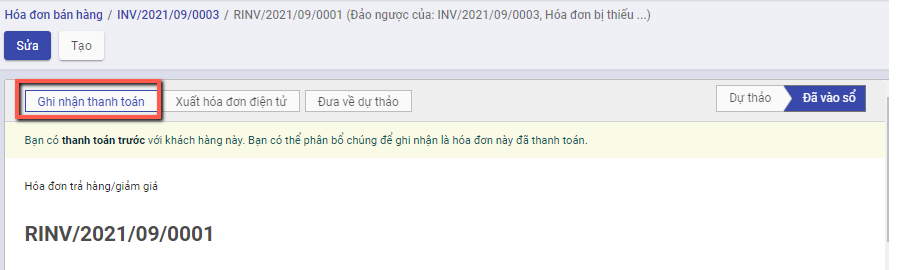 Hóa đơn bán hàng / INV/2021/09/0003 / RINV/2021/09/0001 (Đảo ngược của: INV/2021/09/0003, Hóa đơn bị thiếu ...)
Sửa Tạo
Ghi nhận thanh toán Xuất hóa đơn điện tử Đưa về dự thảo Dự thảo Đã vào sổ
Bạn có thanh toán trước với khách hàng này. Bạn có thể phân bổ chúng để ghi nhận là hóa đơn này đã thanh toán.
Hóa đơn trả hàng/giảm giá
RINV/2021/09/0001